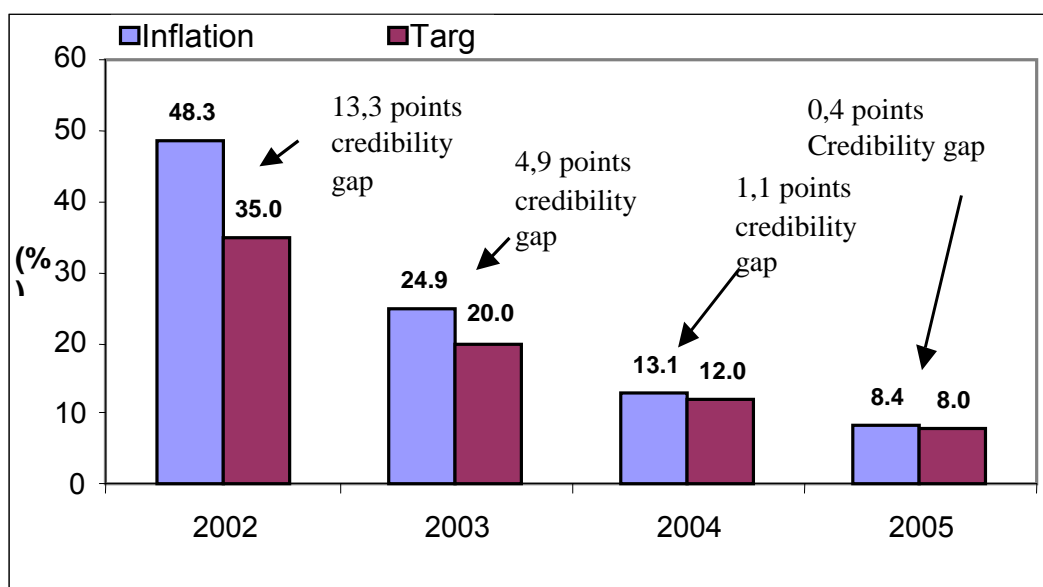 Inflation
Targ
60
50
40
30
20
10
0
(%
)
48.3
35.0
13,3 points
credibility
gap
24.9
20.0
4,9 points
credibility
gap
13.1
12.0
1,1 points
credibility
gap
8.4
8.0
0,4 points
Credibility gap
2002
2003
2004
2005